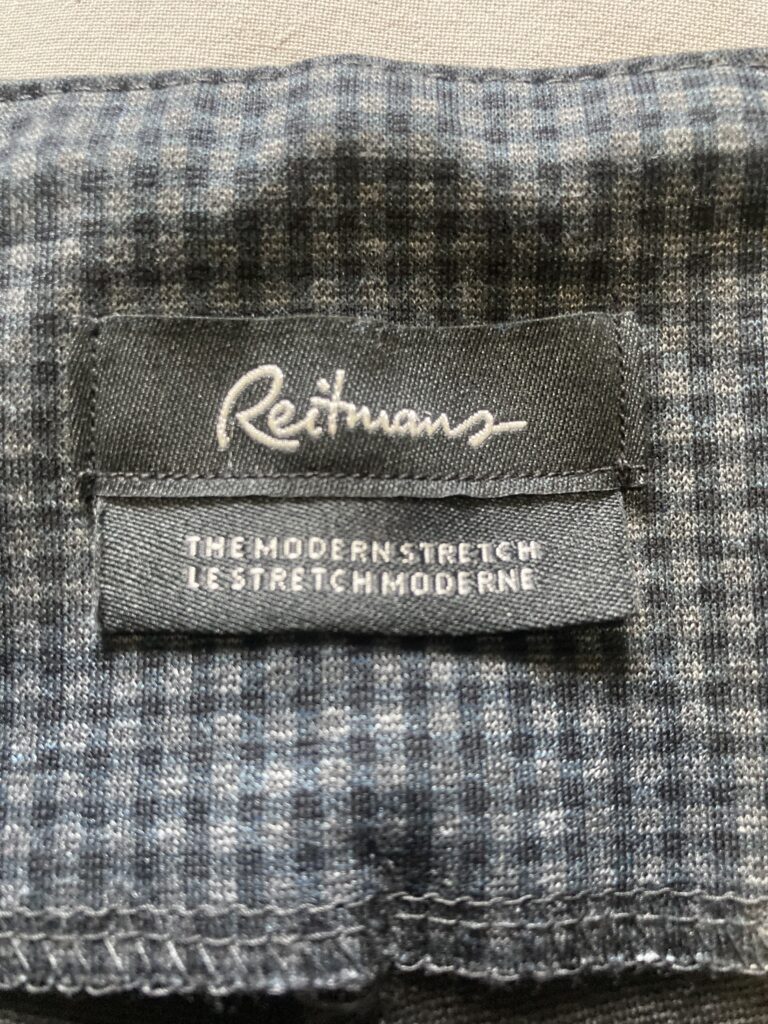 Reitmans
THE MODERN STRETCH
LE STRETCH MODERNE